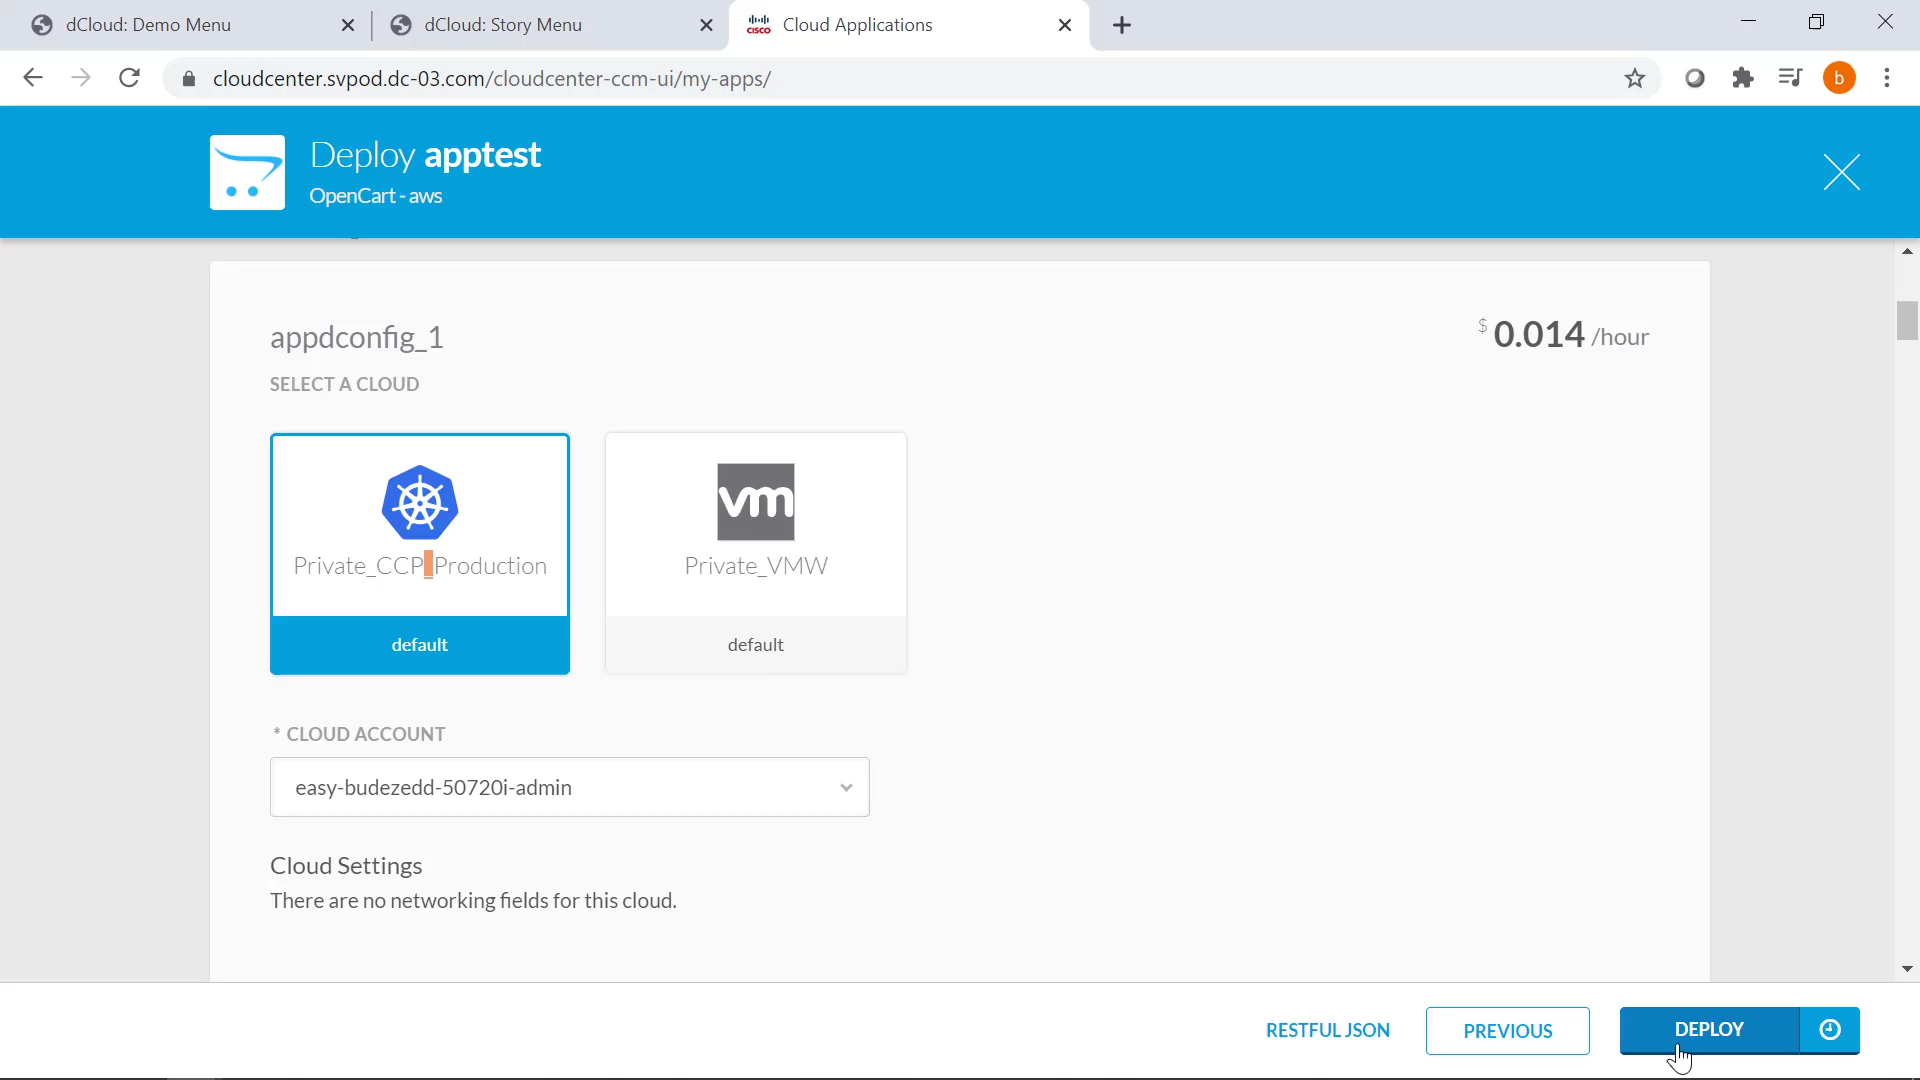 dCloud: Demo Menu
dCloud: Story Menu
CISCO
Cloud Applications
cloudcenter.svpod.dc-03.com/cloudcenter-ccm-ui/my-apps/
b
Deploy apptest
OpenCart - aws
appdconfig_1
$ 0.014 /hour
SELECT A CLOUD
Private_CCP_Production
default
vm
Private_VMW
default
* CLOUD ACCOUNT
easy-budezedd-50720i-admin
Cloud Settings
There are no networking fields for this cloud.
RESTFUL JSON
PREVIOUS
DEPLOY